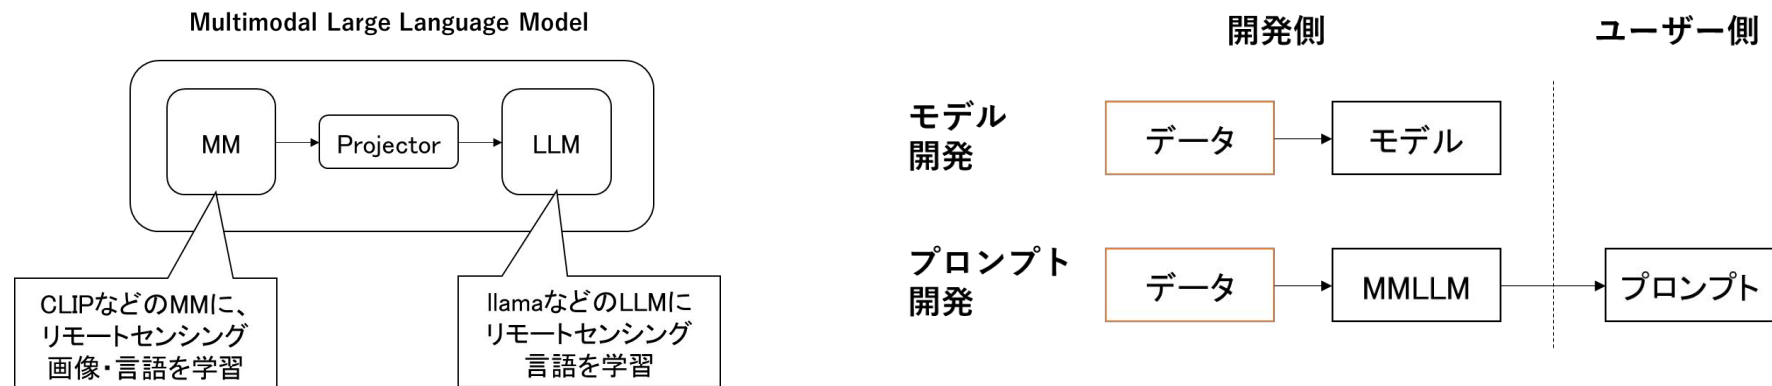 Multimodal Large Language Model
MM
Projector
LLM
CLIPなどのMMに、
リモートセンシング
画像・言語を学習
llamaなどのLLMに
リモートセンシング
言語を学習
開発側
ユーザー側
モデル
開発
データ
モデル
プロンプト
開発
データ
MMLLM
プロンプト